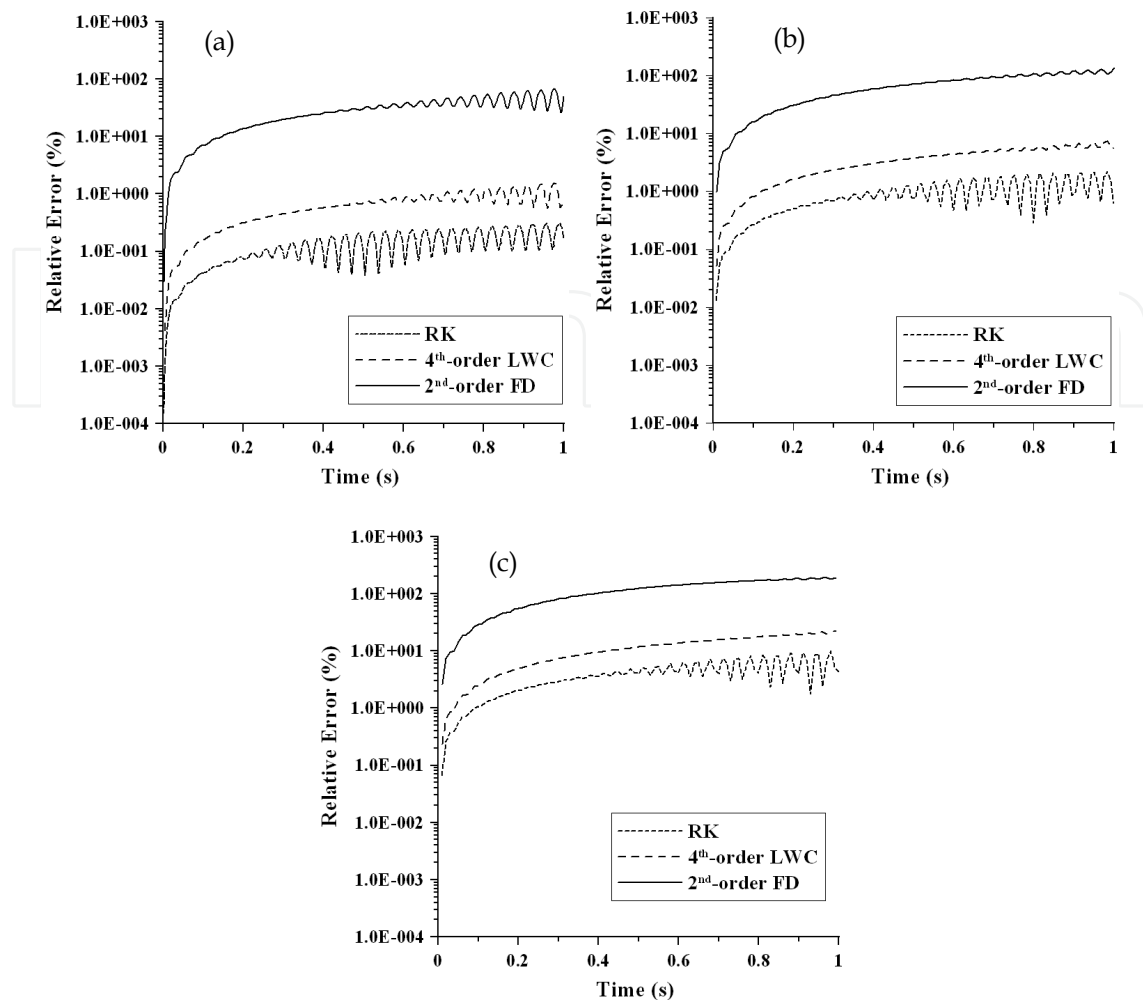 (a)
1.0E+003
1.0E+002
1.0E+001
1.0E+000
1.0E-001
1.0E-002
1.0E-003
1.0E-004
Relative Error (%)
RK
4th-order LWC
2nd-order FD
0 0.2 0.4 0.6 0.8 1
Time (s)
(b)
1.0E+003
1.0E+002
1.0E+001
1.0E+000
1.0E-001
1.0E-002
1.0E-003
1.0E-004
Relative Error (%)
RK
4th-order LWC
2nd-order FD
0 0.2 0.4 0.6 0.8 1
Time (s)
(c)
1.0E+003
1.0E+002
1.0E+001
1.0E+000
1.0E-001
1.0E-002
1.0E-003
1.0E-004
Relative Error (%)
RK
4th-order LWC
2nd-order FD
0 0.2 0.4 0.6 0.8 1
Time (s)